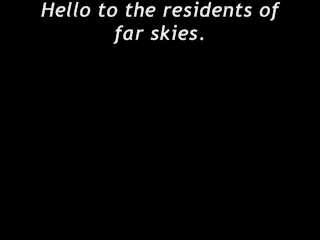 Hello to the residents of
far skies.